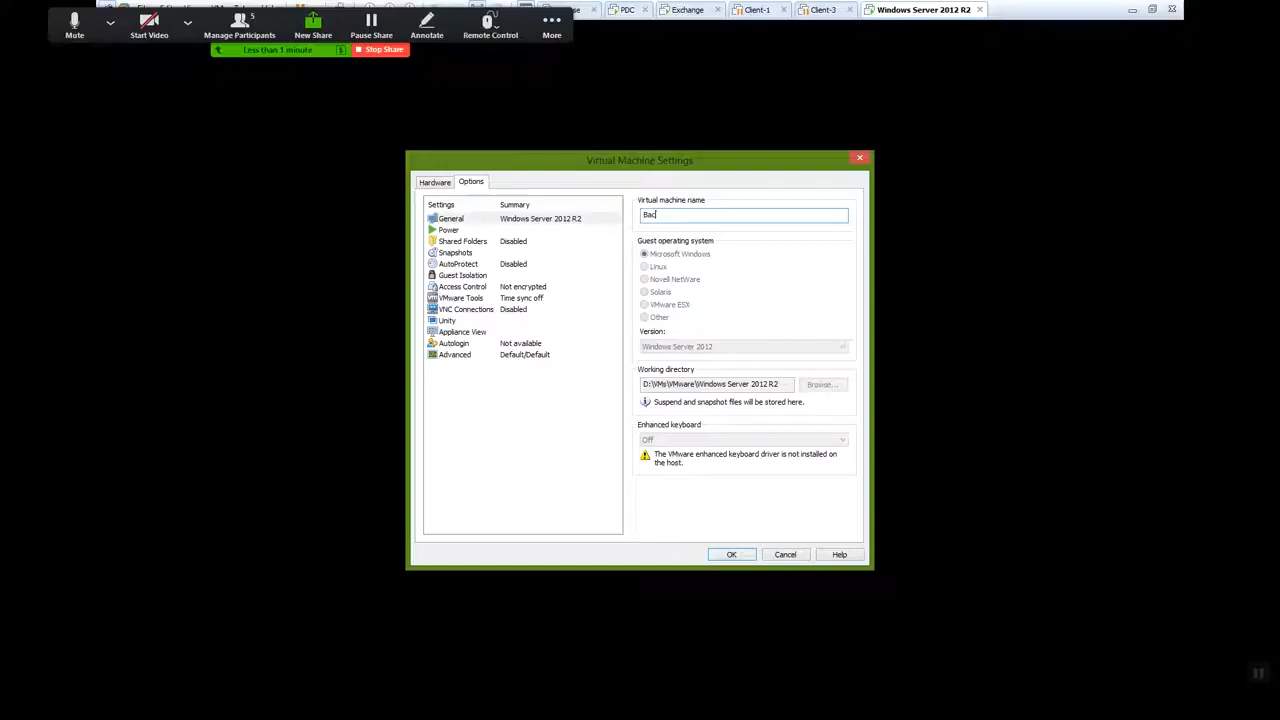 PDC Exchange Client-1 Client-3 Windows Server 2012 R2
5
Mute Start Video Manage Participants New Share Pause Share Annotate Remote Control More
Less than 1 minute $ Stop Share
Virtual Machine Settings
Hardware Options
Settings Summary
General Windows Server 2012 R2
Power
Shared Folders Disabled
Snapshots
AutoProtect Disabled
Guest Isolation
Access Control Not encrypted
VMware Tools Time sync off
VNC Connections Disabled
Unity
Appliance View
Autologin Not available
Advanced Default/Default
Virtual machine name
Bac
Guest operating system
Microsoft Windows
Linux
Novell NetWare
Solaris
VMware ESX
Other
Version:
Windows Server 2012
Working directory
D:\VMs\VMware\Windows Server 2012 R2 Browse...
Suspend and snapshot files will be stored here.
Enhanced keyboard
Off
The VMware enhanced keyboard driver is not installed on
the host.
OK Cancel Help